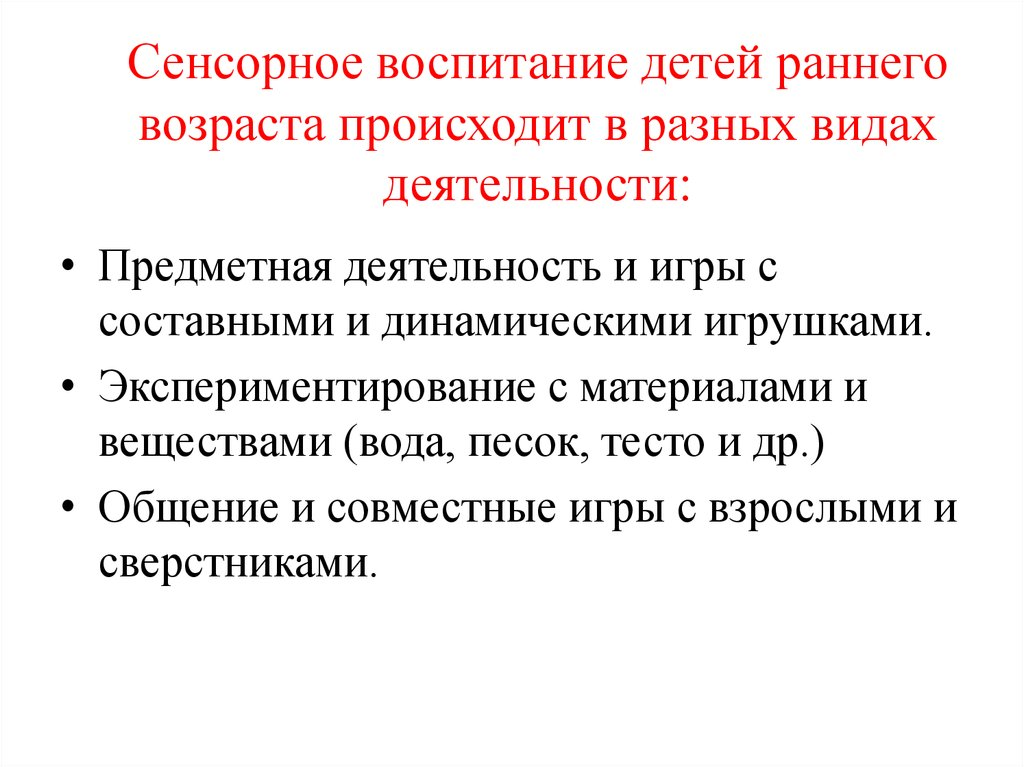 Сенсорное воспитание детей раннего
возраста происходит в разных видах
деятельности:
• Предметная деятельность и игры с
составными и динамическими игрушками.
• Экспериментирование с материалами и
веществами (вода, песок, тесто и др.)
• Общение и совместные игры с взрослыми и
сверстниками.